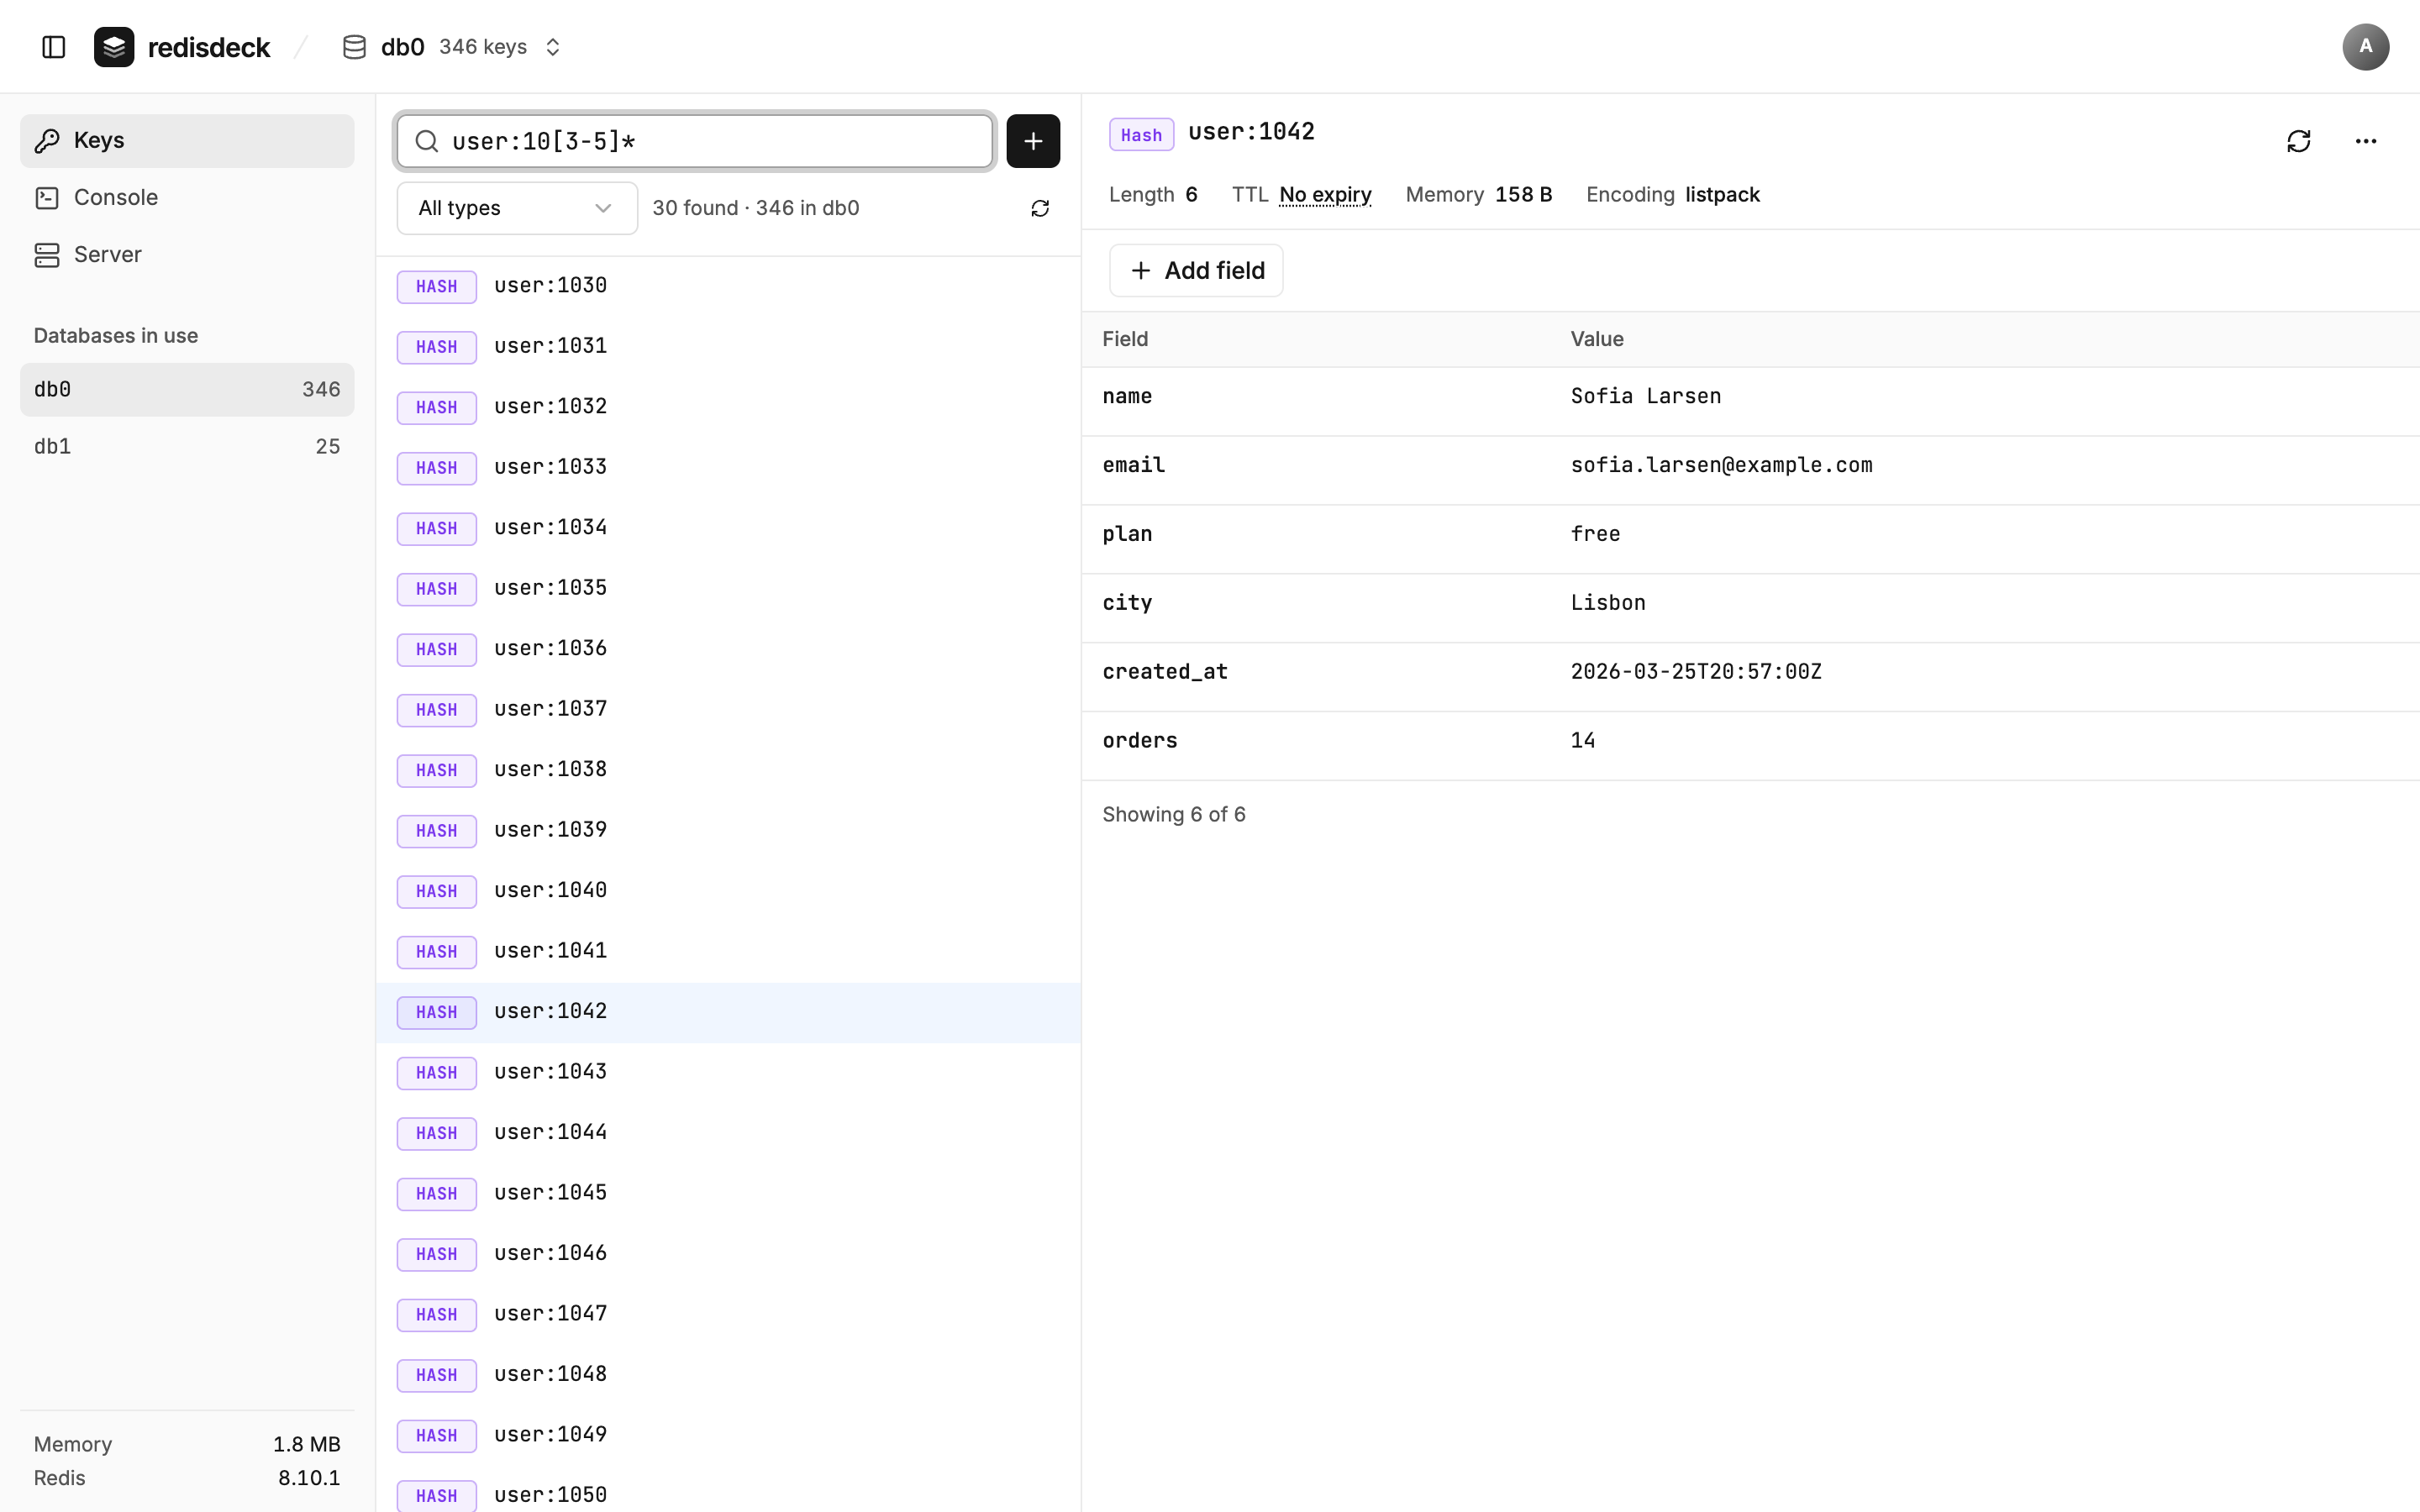 redisdeck / db0 346 keys
A
Keys
Console
Server
Databases in use
db0 346
db1 25
Memory 1.8 MB
Redis 8.10.1
user:10[3-5]*
All types 30 found · 346 in db0
HASH user:1030
HASH user:1031
HASH user:1032
HASH user:1033
HASH user:1034
HASH user:1035
HASH user:1036
HASH user:1037
HASH user:1038
HASH user:1039
HASH user:1040
HASH user:1041
HASH user:1042
HASH user:1043
HASH user:1044
HASH user:1045
HASH user:1046
HASH user:1047
HASH user:1048
HASH user:1049
HASH user:1050
Hash user:1042
Length 6 TTL No expiry Memory 158 B Encoding listpack
Add field
Field Value
name Sofia Larsen
email sofia.larsen@example.com
plan free
city Lisbon
created_at 2026-03-25T20:57:00Z
orders 14
Showing 6 of 6